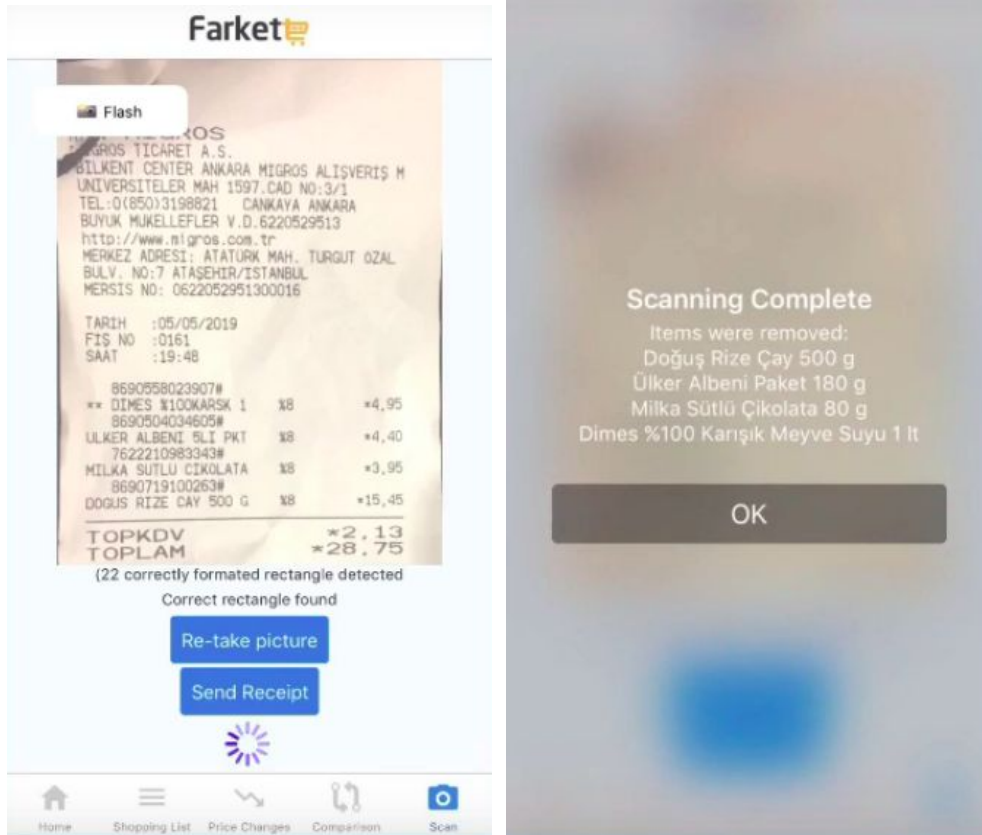 Farket
Flash
MIGROS TICARET A.S.
BILKENT CENTER ANKARA MIGROS ALIŞVERIŞ M
UNIVERSITELER MAH 1597.CAD NO:3/1
TEL:0(850)3198821 CANKAYA ANKARA
BUYUK MUKELLEFLER V.D.6220529513
http://www.migros.com.tr
MERKEZ ADRESI: ATATURK MAH. TURGUT OZAL
BULV. NO:7 ATAŞEHIR/ISTANBUL
MERSIS NO: 0622052951300016
TARIH :05/05/2019
FIŞ NO :0161
SAAT :19:48
8690558023907#
** DIMES %100KARSK 1 %8 *4,95
8690504034605#
ULKER ALBENI 5LI PKT %8 *4,40
7622210983343#
MILKA SUTLU CIKOLATA %8 *3,95
8690719100263#
DOGUS RIZE CAY 500 G %8 *15,45
TOPKDV *2,13
TOPLAM *28,75
(22 correctly formated rectangle detected
Correct rectangle found
Re-take picture
Send Receipt
Home Shopping List Price Changes Comparison Scan
Scanning Complete
Items were removed:
Doğuş Rize Çay 500 g
Ülker Albeni Paket 180 g
Milka Sütlü Çikolata 80 g
Dimes %100 Karışık Meyve Suyu 1 lt
OK